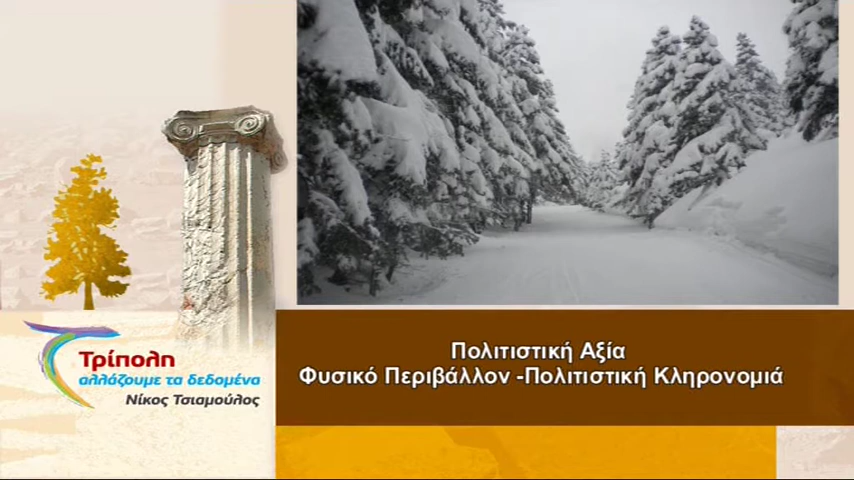 Πολιτιστική Αξία
Φυσικό Περιβάλλον -Πολιτιστική Κληρονομιά
Τρίπολη
αλλάζουμε τα δεδομένα
Νίκος Τσιαμούλος